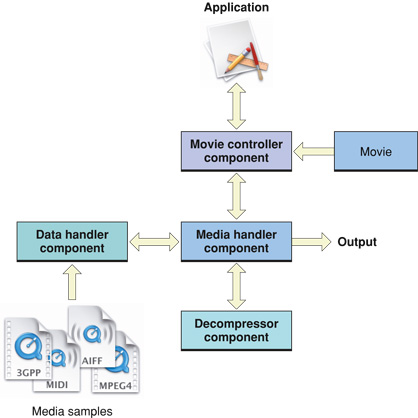 Application
Movie controller
component
Movie
Data handler
component
Media handler
component
Output
Decompressor
component
3GPP
MIDI
AIFF
MPEG4
Media samples